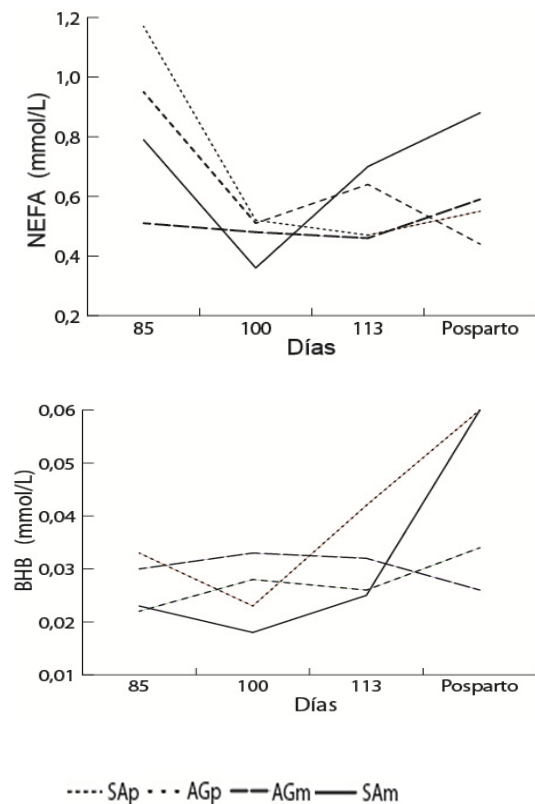 1,2
1,0
0,8
0,6
0,4
0,2
NEFA (mmol/L)
85 100 113 Posparto
Días
0,06
0,05
0,04
0,03
0,02
0,01
BHB (mmol/L)
85 100 113 Posparto
Días
SAp AGp AGm SAm